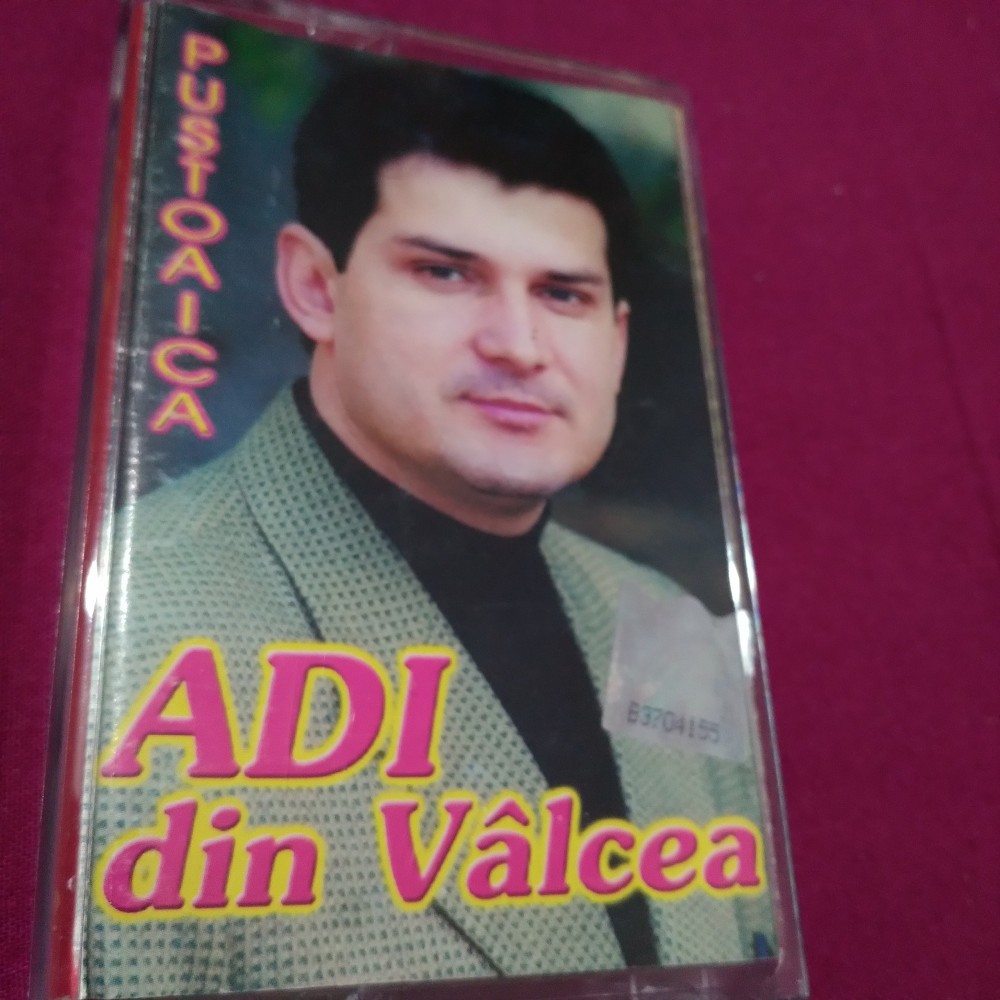 PUSTOAICA
ADI
din Vâlcea
B3704155